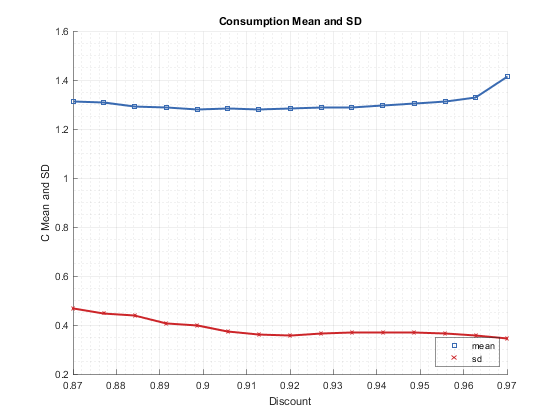 Consumption Mean and SD
1.6
1.4
1.2
1
0.8
0.6
0.4
0.2
C Mean and SD
0.87 0.88 0.89 0.9 0.91 0.92 0.93 0.94 0.95 0.96 0.97
Discount
mean
sd